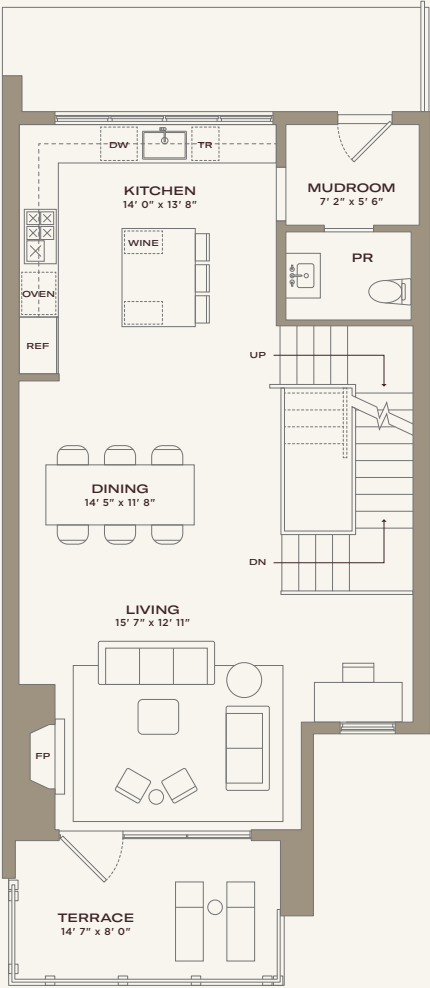 DW
TR
KITCHEN
14' 0" x 13' 8"
MUDROOM
7' 2" x 5' 6"
WINE
PR
OVEN
REF
UP
DINING
14' 5" x 11' 8"
DN
LIVING
15' 7" x 12' 11"
FP
TERRACE
14' 7" x 8' 0"